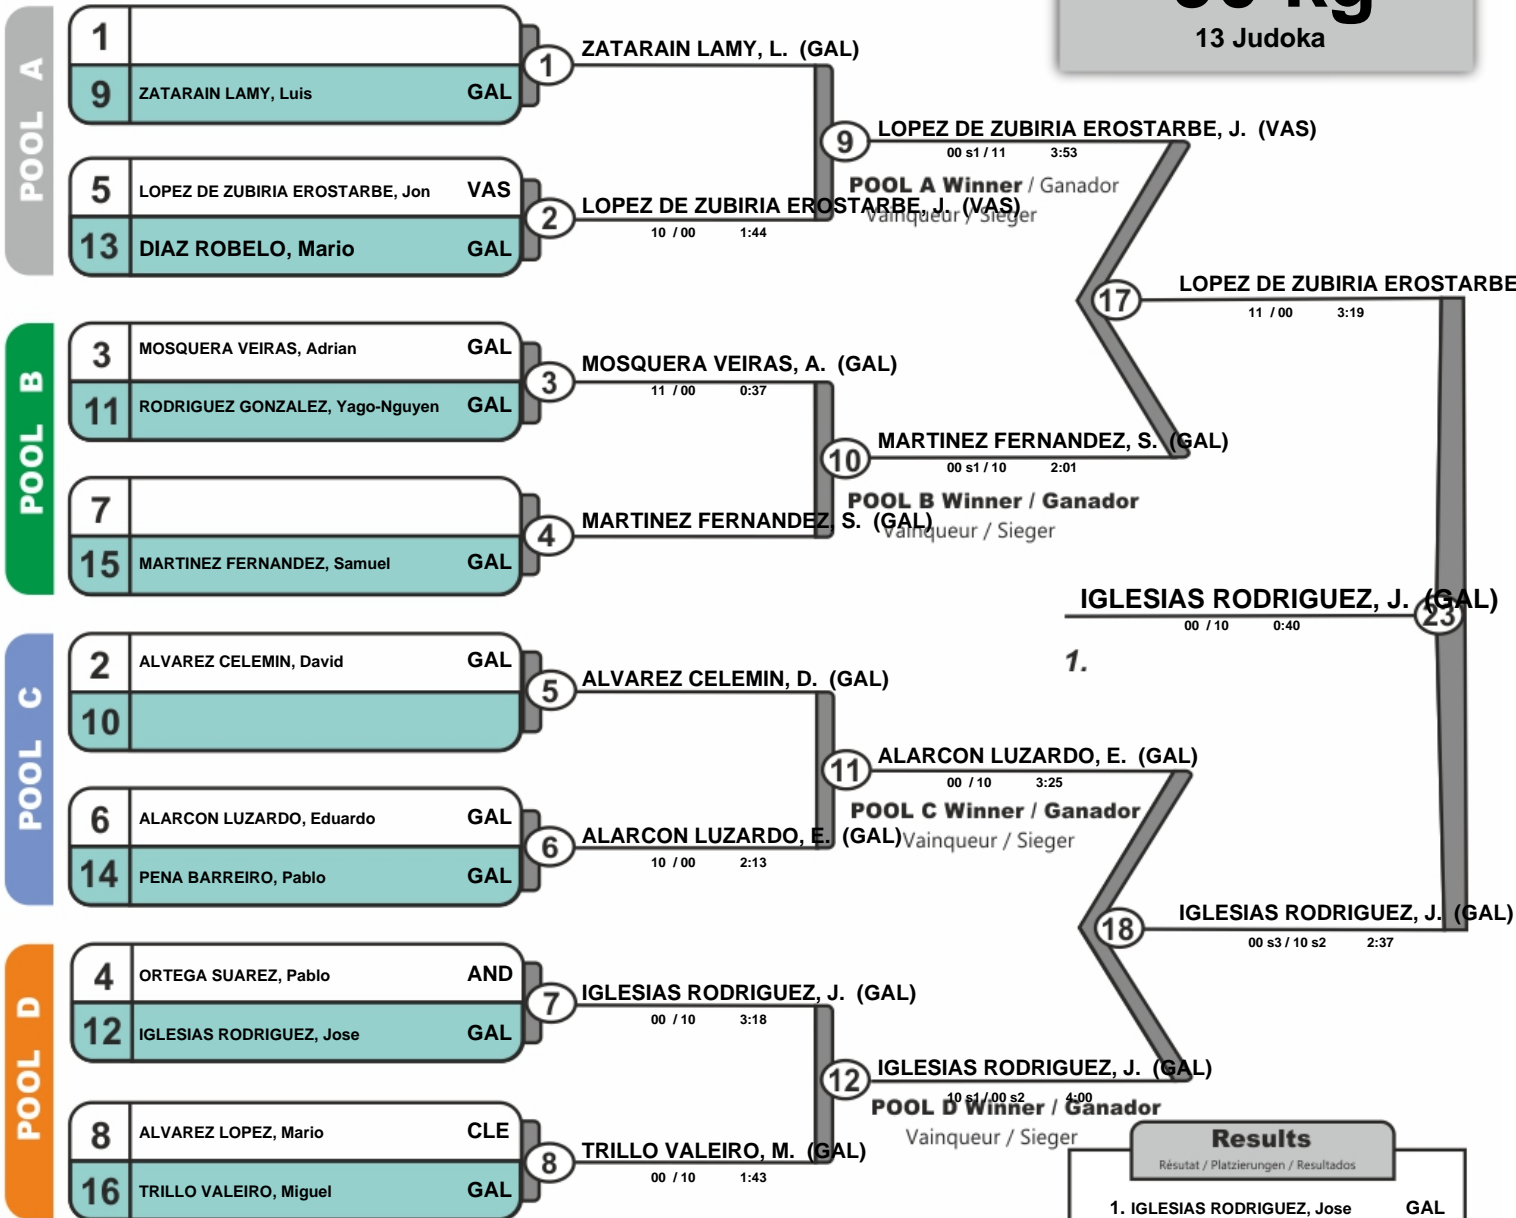 13 Judoka
POOL A
1
9 ZATARAIN LAMY, Luis GAL
5 LOPEZ DE ZUBIRIA EROSTARBE, Jon VAS
13 DIAZ ROBELO, Mario GAL
1 ZATARAIN LAMY, L. (GAL)
2 LOPEZ DE ZUBIRIA EROSTARBE, J. (VAS)
10 / 00 1:44
9 LOPEZ DE ZUBIRIA EROSTARBE, J. (VAS)
00 s1 / 11 3:53
POOL A Winner / Ganador
Vainqueur / Sieger
POOL B
3 MOSQUERA VEIRAS, Adrian GAL
11 RODRIGUEZ GONZALEZ, Yago-Nguyen GAL
7
15 MARTINEZ FERNANDEZ, Samuel GAL
3 MOSQUERA VEIRAS, A. (GAL)
11 / 00 0:37
4 MARTINEZ FERNANDEZ, S. (GAL)
10 MARTINEZ FERNANDEZ, S. (GAL)
00 s1 / 10 2:01
POOL B Winner / Ganador
Vainqueur / Sieger
17 LOPEZ DE ZUBIRIA EROSTARBE
11 / 00 3:19
POOL C
2 ALVAREZ CELEMIN, David GAL
10
6 ALARCON LUZARDO, Eduardo GAL
14 PENA BARREIRO, Pablo GAL
5 ALVAREZ CELEMIN, D. (GAL)
6 ALARCON LUZARDO, E. (GAL)
10 / 00 2:13
11 ALARCON LUZARDO, E. (GAL)
00 / 10 3:25
POOL C Winner / Ganador
Vainqueur / Sieger
POOL D
4 ORTEGA SUAREZ, Pablo AND
12 IGLESIAS RODRIGUEZ, Jose GAL
8 ALVAREZ LOPEZ, Mario CLE
16 TRILLO VALEIRO, Miguel GAL
7 IGLESIAS RODRIGUEZ, J. (GAL)
00 / 10 3:18
8 TRILLO VALEIRO, M. (GAL)
00 / 10 1:43
12 IGLESIAS RODRIGUEZ, J. (GAL)
10 s1 / 00 s2 4:00
POOL D Winner / Ganador
Vainqueur / Sieger
18 IGLESIAS RODRIGUEZ, J. (GAL)
00 s3 / 10 s2 2:37
IGLESIAS RODRIGUEZ, J. (GAL)
23
00 / 10 0:40
1.
Results
Résutat / Platzierungen / Resultados
1. IGLESIAS RODRIGUEZ, Jose GAL